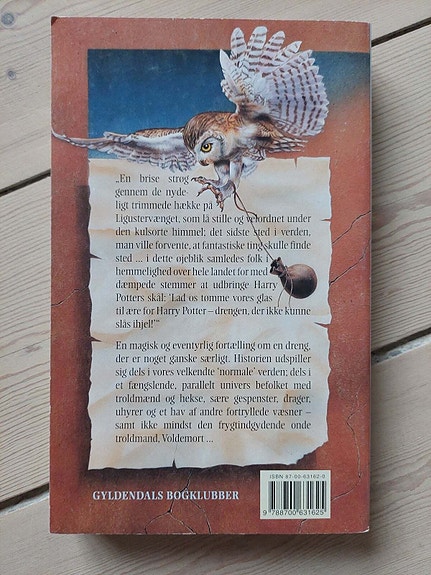 „En brise strøg
gennem de nyde-
ligt trimmede hække på
Ligustervænget, som lå stille og velordnet under
den kulsorte himmel; det sidste sted i verden,
man ville forvente, at fantastiske ting skulle finde
sted ... i dette øjeblik samledes folk i
hemmelighed over hele landet for med
dæmpede stemmer at udbringe Harry
Potters skål: 'Lad os tømme vores glas
til ære for Harry Potter – drengen, der ikke kunne
slås ihjel!'”
En magisk og eventyrlig fortælling om en dreng,
der er noget ganske særligt. Historien udspiller
sig dels i vores velkendte 'normale' verden; dels i
et fængslende, parallelt univers befolket med
troldmænd og hekse, sære gespenster, drager,
uhyrer og et hav af andre fortryllede væsner –
samt ikke mindst den frygtindgydende onde
troldmand, Voldemort ...
ISBN 87-00-63162-0
GYLDENDALS BOGKLUBBER
9 788700 631625